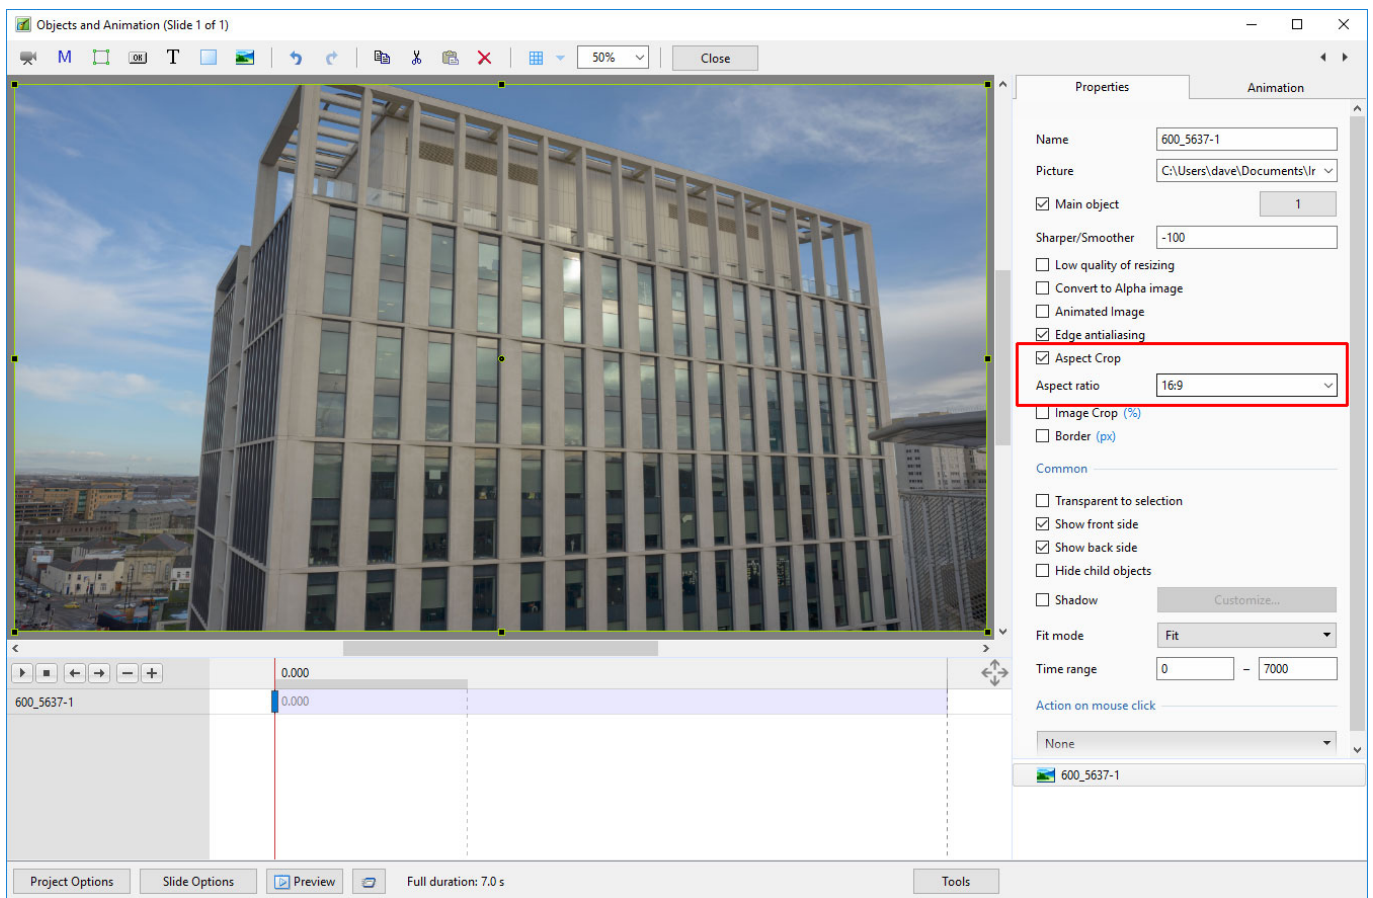 Objects and Animation (Slide 1 of 1)
M OK T 50% Close
Properties Animation
Name 600_5637-1
Picture C:\Users\dave\Documents\Ir
Main object 1
Sharper/Smoother -100
Low quality of resizing
Convert to Alpha image
Animated Image
Edge antialiasing
Aspect Crop
Aspect ratio 16:9
Image Crop (%)
Border (px)
Common
Transparent to selection
Show front side
Show back side
Hide child objects
Shadow Customize...
Fit mode Fit
Time range 0 – 7000
Action on mouse click
None
600_5637-1
0.000
600_5637-1 0.000
Project Options Slide Options Preview Full duration: 7.0 s Tools